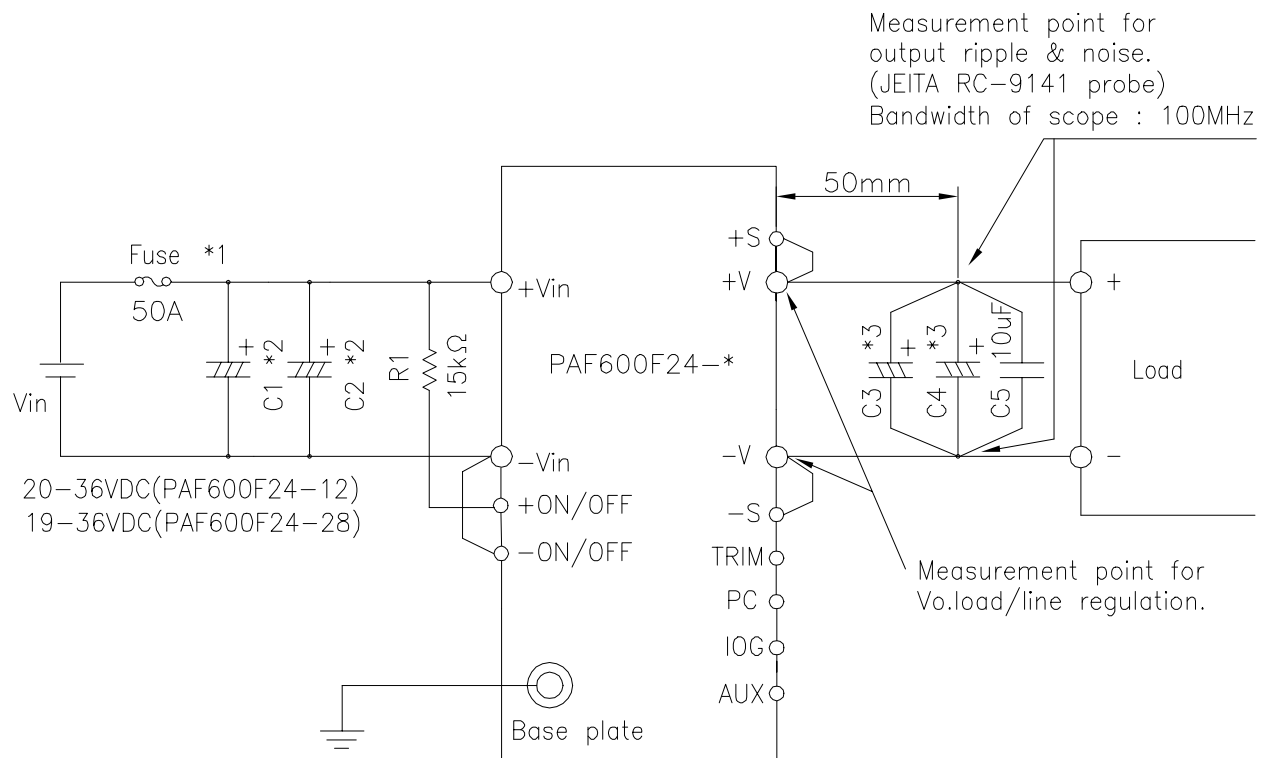 Measurement point for
output ripple & noise.
(JEITA RC-9141 probe)
Bandwidth of scope : 100MHz
50mm
Fuse *1
50A
+S
+V
+Vin
+
C1 *2
+
C2 *2
R1
15kΩ
PAF600F24-*
C3 *3
+
C4 *3
+
C5 10uF
+
Load
-
Vin
-Vin
-V
20-36VDC(PAF600F24-12)
19-36VDC(PAF600F24-28)
+ON/OFF
-ON/OFF
-S
TRIM
PC
IOG
AUX
Measurement point for
Vo.load/line regulation.
Base plate